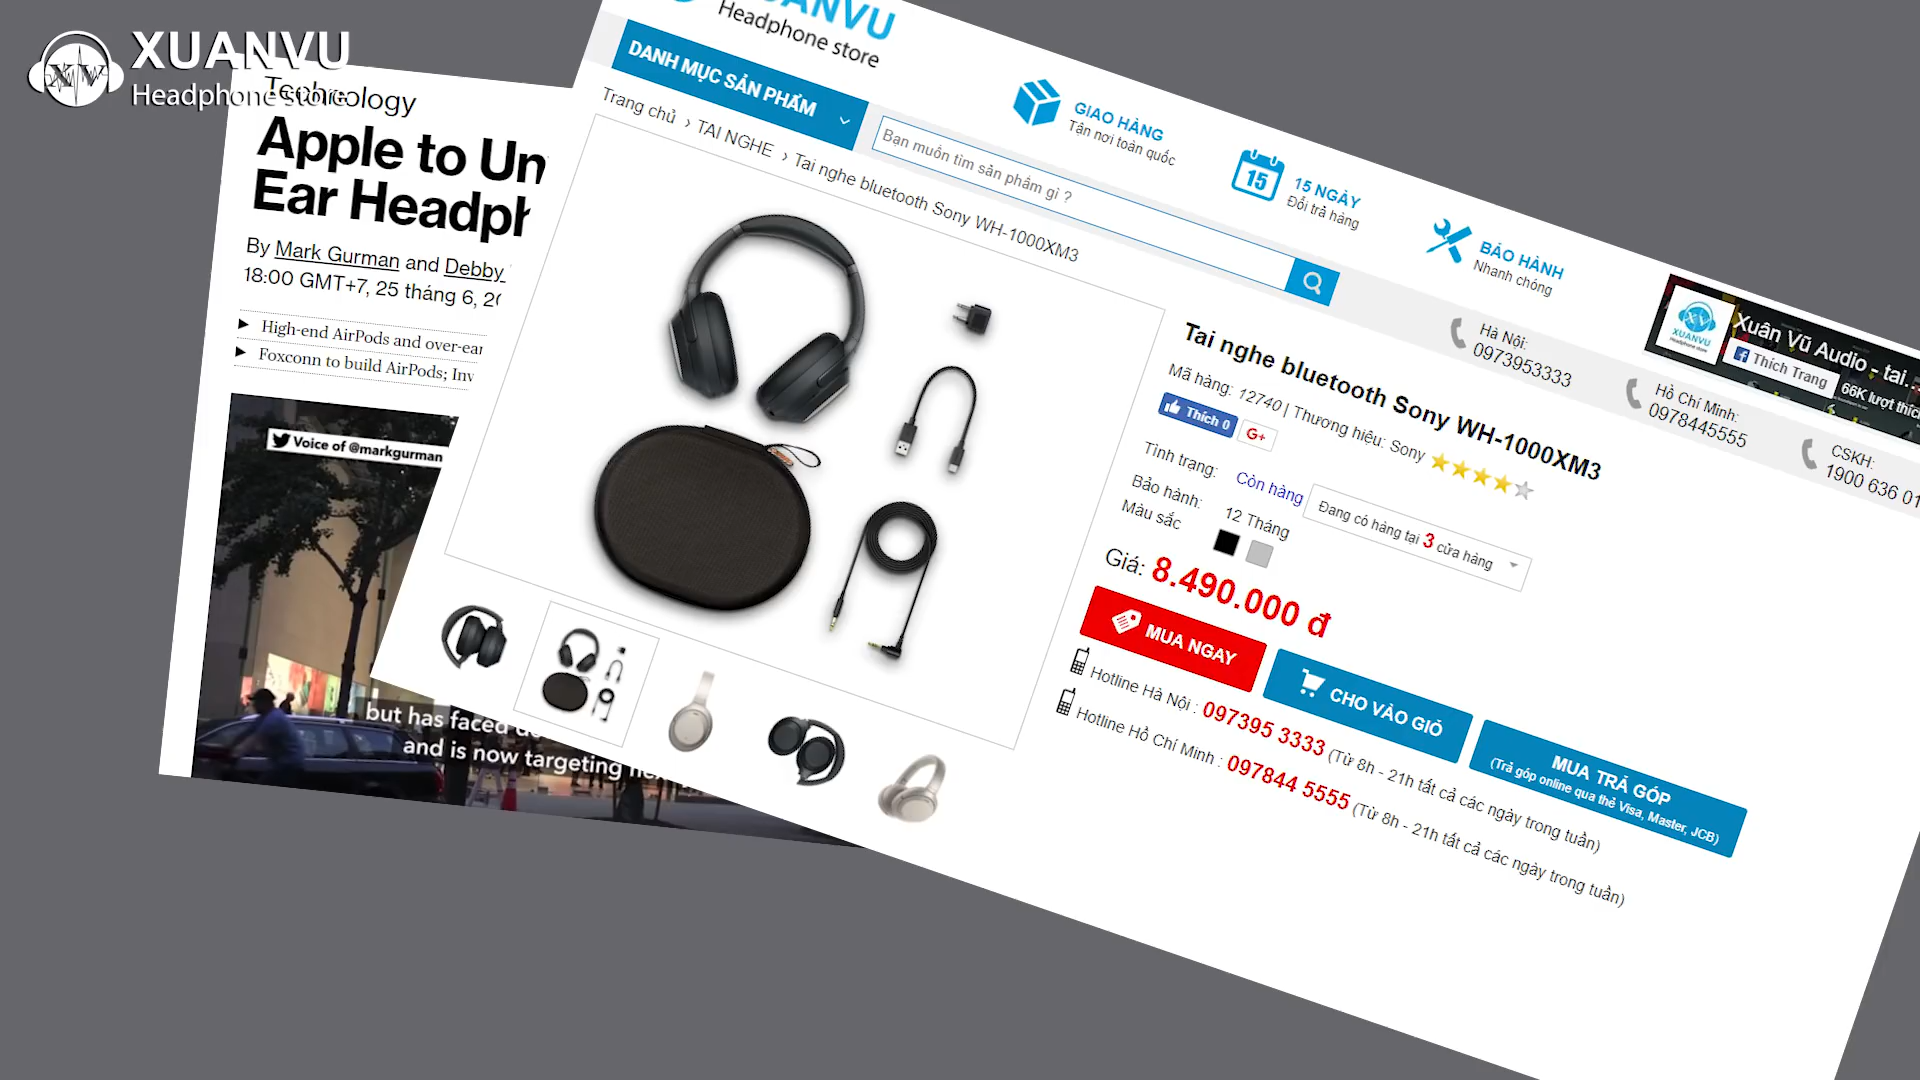 XUANVU
Headphone store
Technology
Apple to Un
Ear Headph
By Mark Gurman and Debby
18:00 GMT+7, 25 tháng 6,
High-end AirPods and over-ear
Foxconn to build AirPods; Inv
Voice of @markgurman
but has faced
and is now targeting
XUANVU
Headphone store
DANH MỤC SẢN PHẨM
Bạn muốn tìm sản phẩm gì ?
GIAO HÀNG
Tận nơi toàn quốc
15
15 NGÀY
Đổi trả hàng
BẢO HÀNH
Nhanh chóng
Hà Nội:
0973953333
Hồ Chí Minh:
0978445555
CSKH:
1900 636 01
XUANVU
Headphone store
Xuân Vũ Audio - tai...
Thích Trang
66K lượt thíc
Trang chủ › TAI NGHE › Tai nghe bluetooth Sony WH-1000XM3
Tai nghe bluetooth Sony WH-1000XM3
Mã hàng: 12740 | Thương hiệu: Sony
Thích 0
G+
Tình trạng: Còn hàng
Đang có hàng tại 3 cửa hàng
Bảo hành: 12 Tháng
Màu sắc
Giá: 8.490.000 đ
MUA NGAY
CHO VÀO GIỎ
MUA TRẢ GÓP
(Trả góp online qua thẻ Visa, Master, JCB)
Hotline Hà Nội : 097395 3333 (Từ 8h - 21h tất cả các ngày trong tuần)
Hotline Hồ Chí Minh : 097844 5555 (Từ 8h - 21h tất cả các ngày trong tuần)